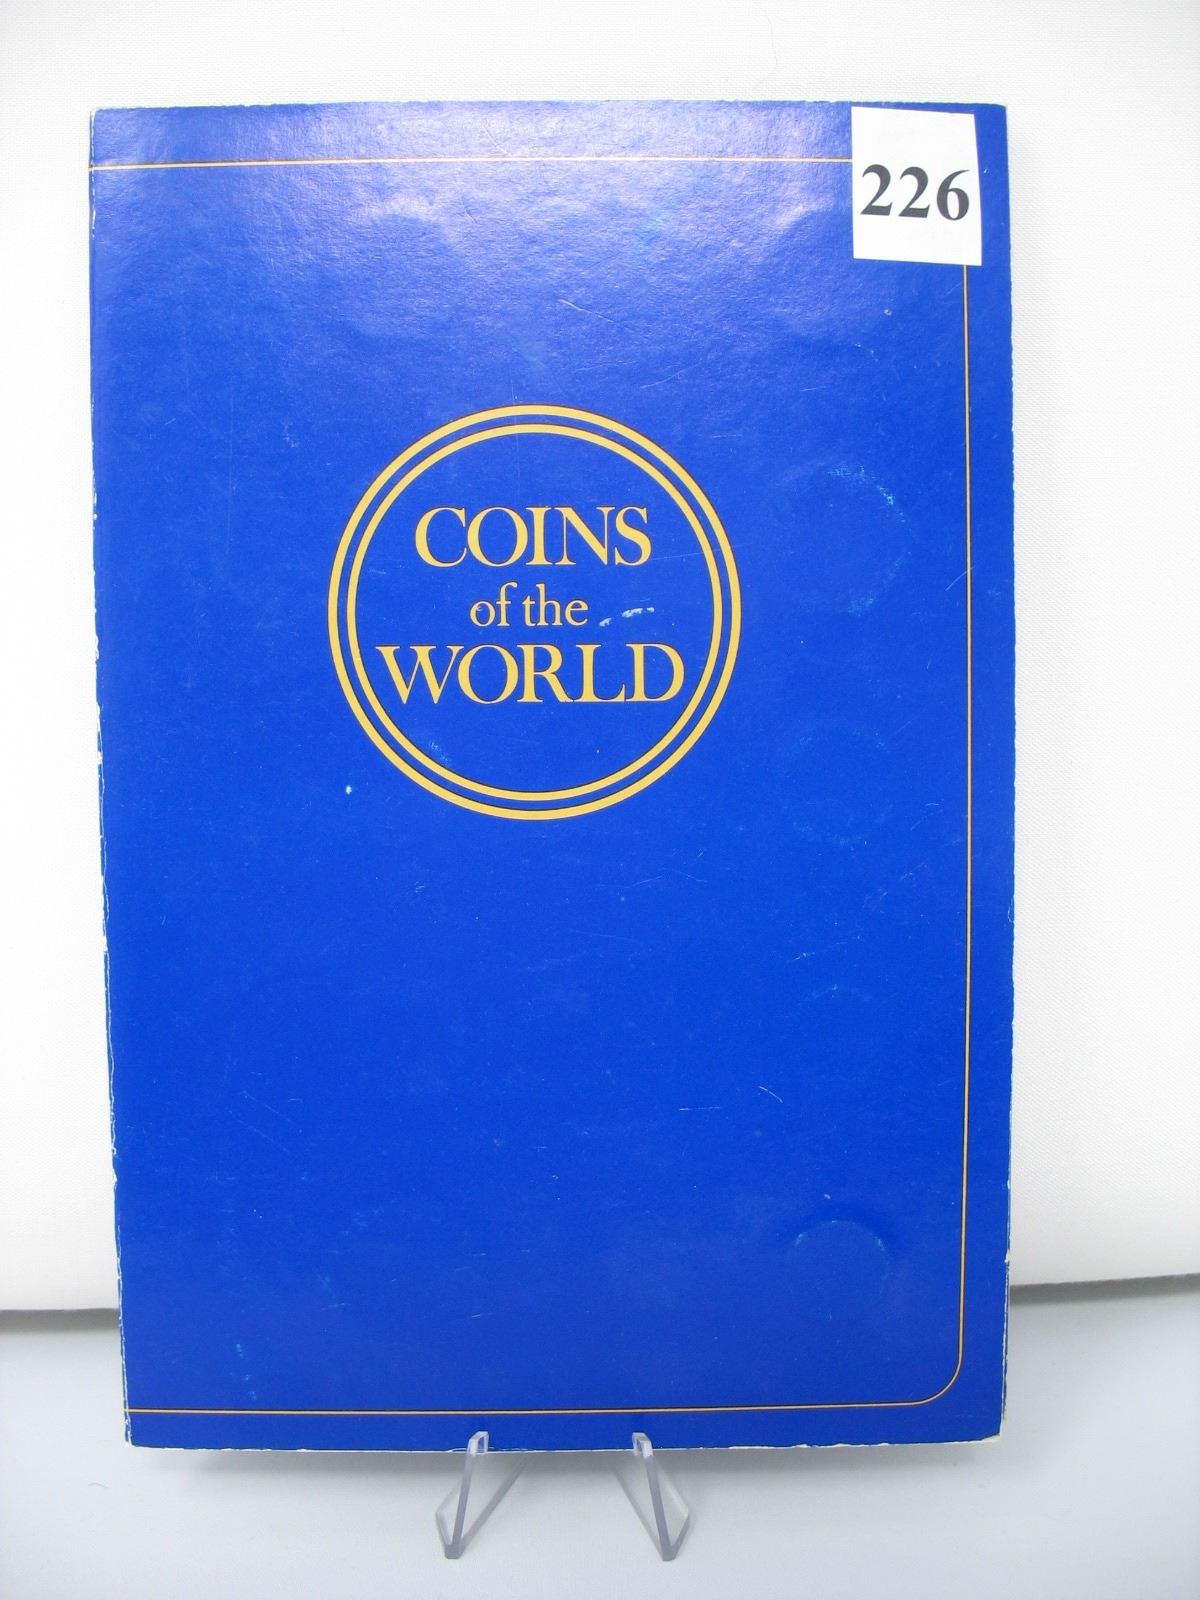 226
COINS
of the
WORLD